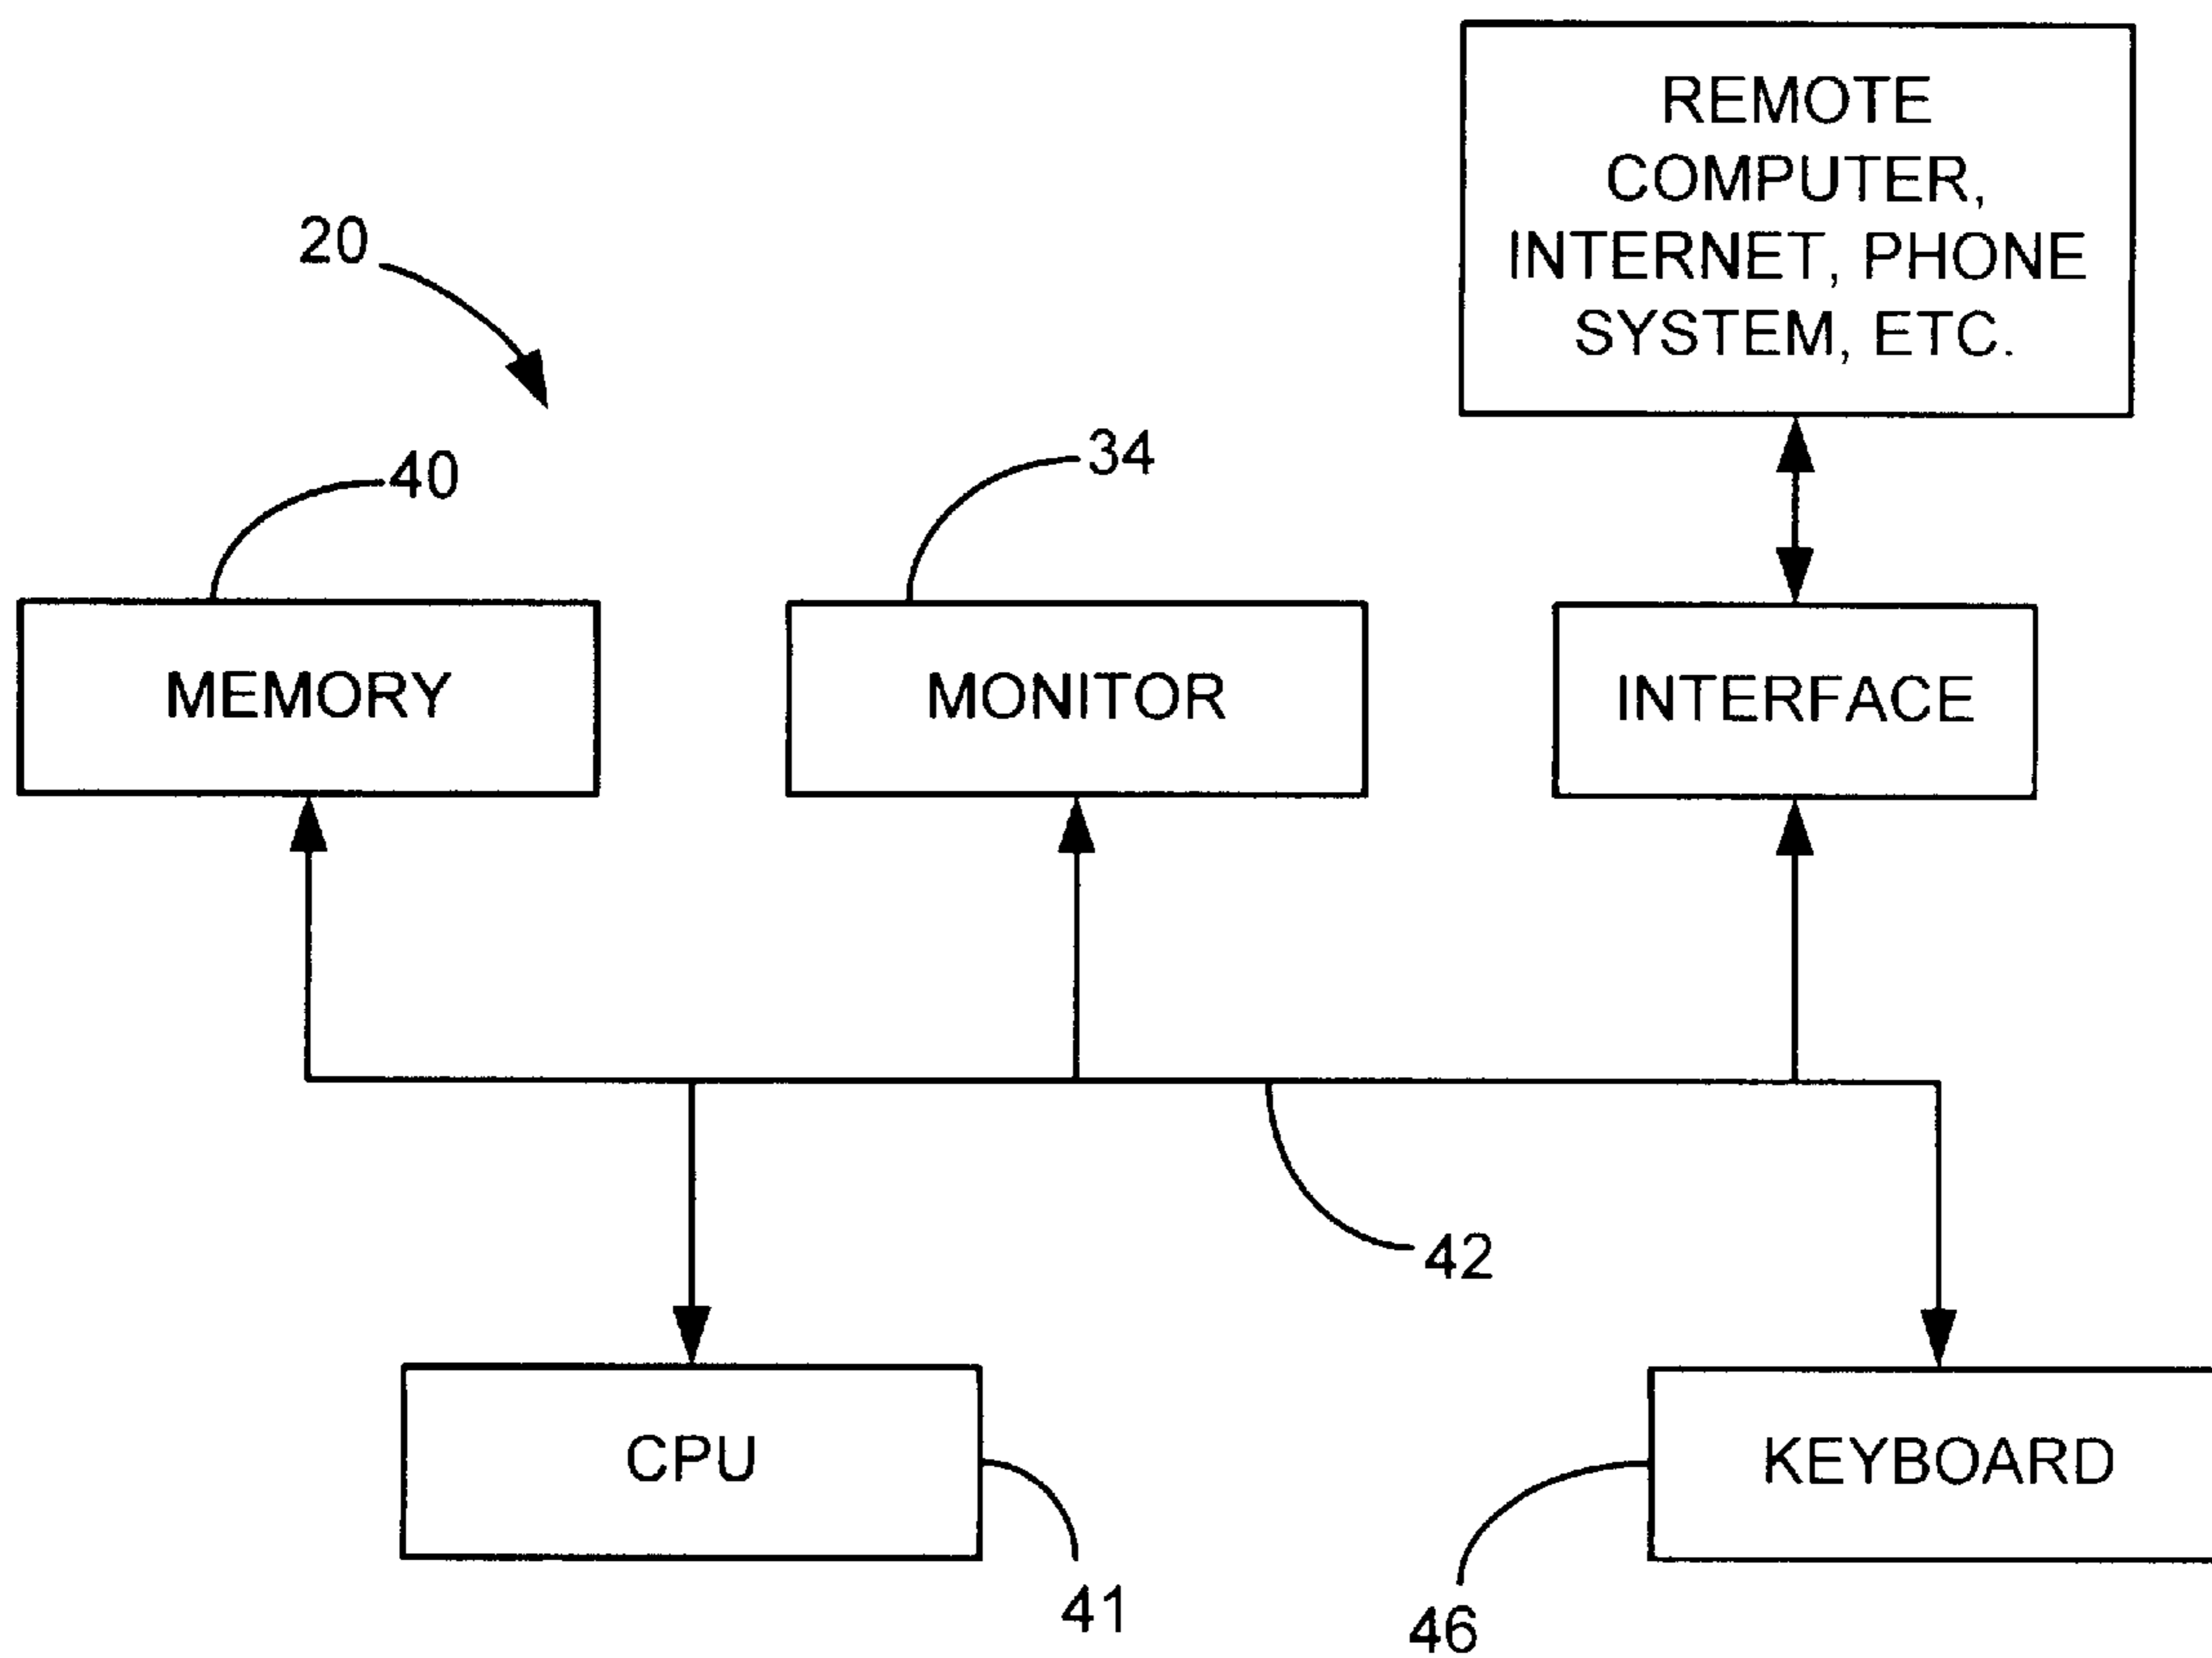 REMOTE
COMPUTER,
INTERNET, PHONE
SYSTEM, ETC.
20
34
40
MEMORY
MONITOR
INTERFACE
42
CPU
KEYBOARD
41
46